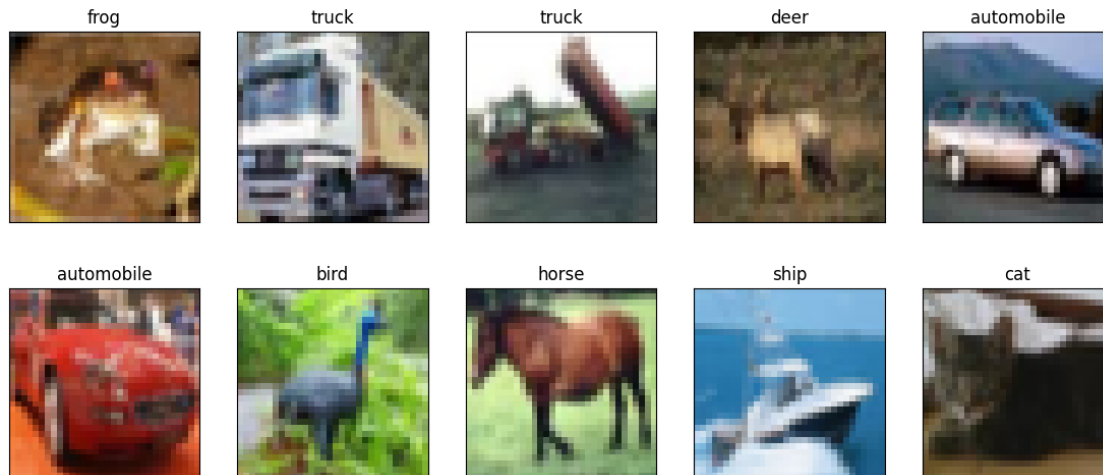 frog
truck
truck
deer
automobile
automobile
bird
horse
ship
cat